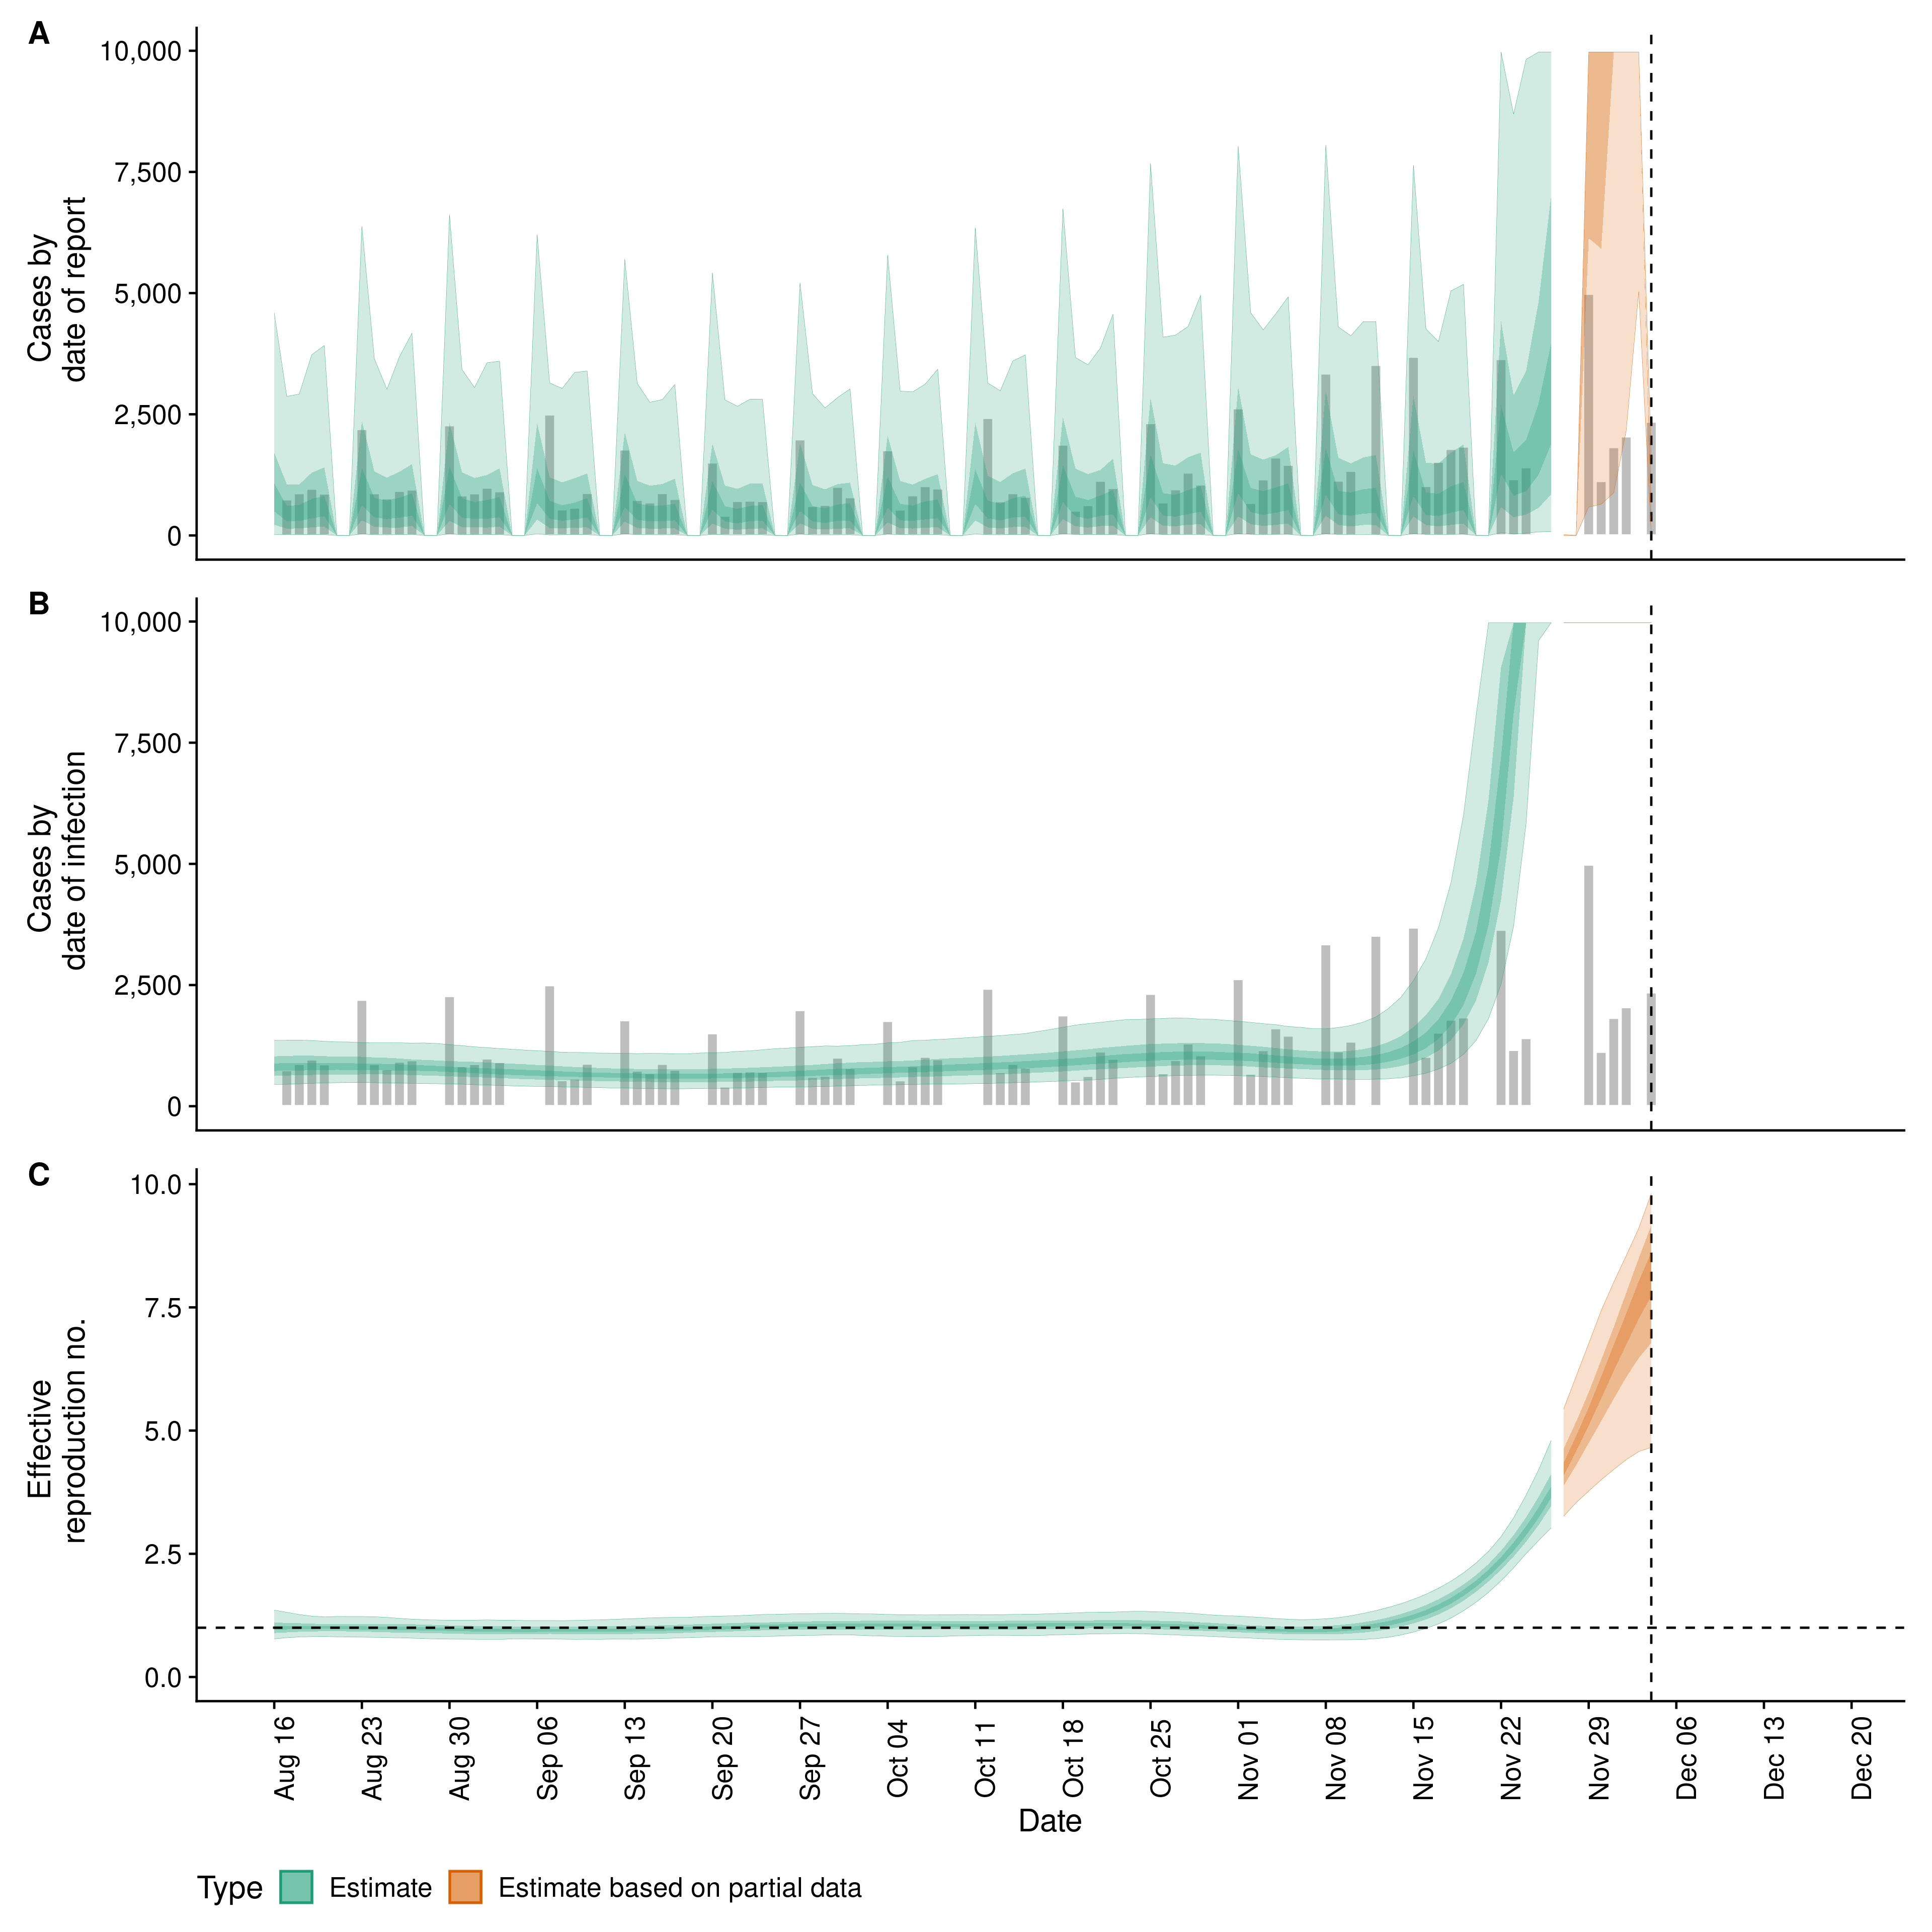 A
10,000
7,500
5,000
2,500
0
Cases by
date of report
B
10,000
7,500
5,000
2,500
0
Cases by
date of infection
C
10.0
7.5
5.0
2.5
0.0
Effective
reproduction no.
Aug 16
Aug 23
Aug 30
Sep 06
Sep 13
Sep 20
Sep 27
Oct 04
Oct 11
Oct 18
Oct 25
Nov 01
Nov 08
Nov 15
Nov 22
Nov 29
Dec 06
Dec 13
Dec 20
Date
Type Estimate Estimate based on partial data